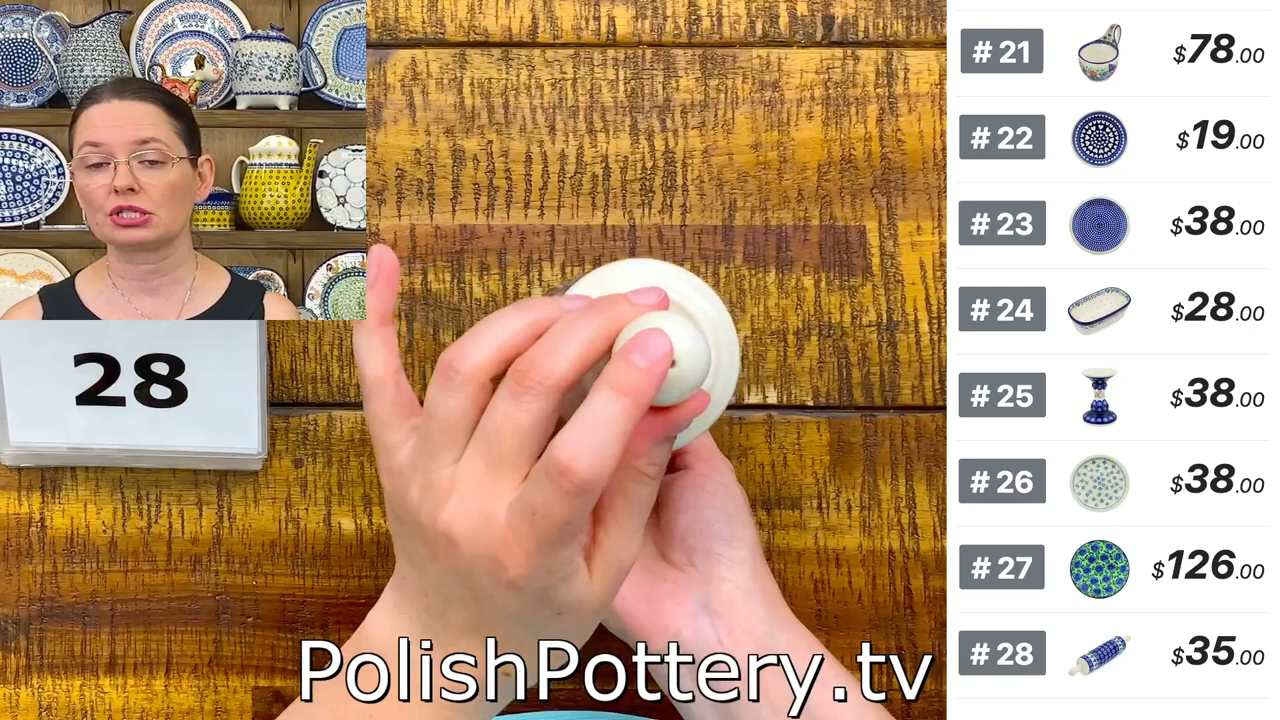 28
PolishPottery.tv
# 21 $78.00
# 22 $19.00
# 23 $38.00
# 24 $28.00
# 25 $38.00
# 26 $38.00
# 27 $126.00
# 28 $35.00